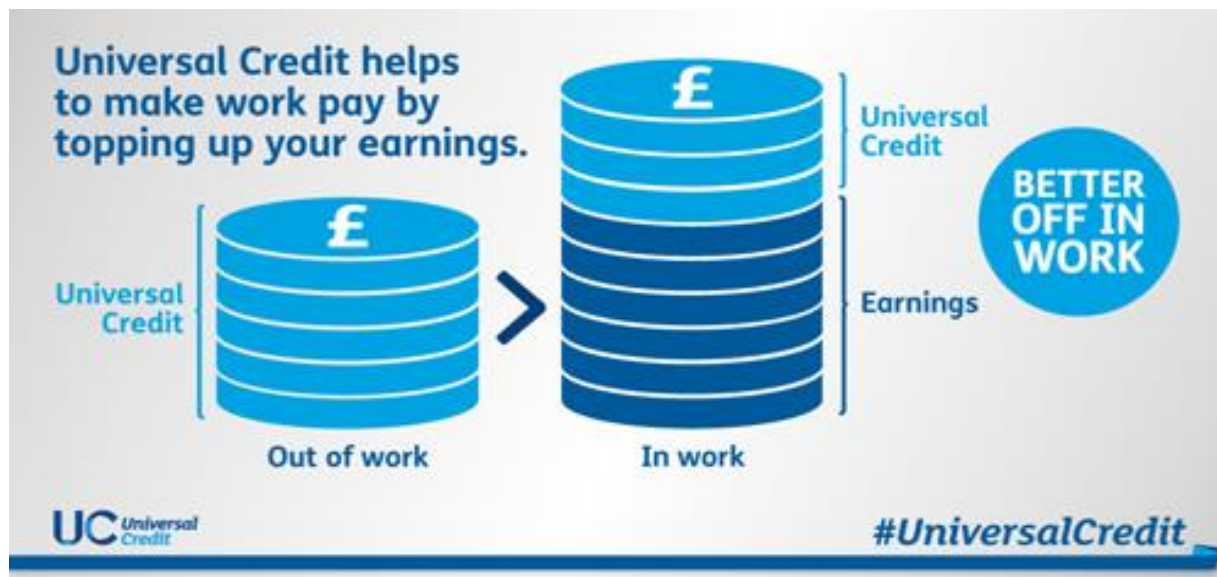 Universal Credit helps
to make work pay by
topping up your earnings.
£
Universal
Credit
Out of work
£
Universal
Credit
Earnings
In work
BETTER
OFF IN
WORK
UC Universal
Credit
#UniversalCredit